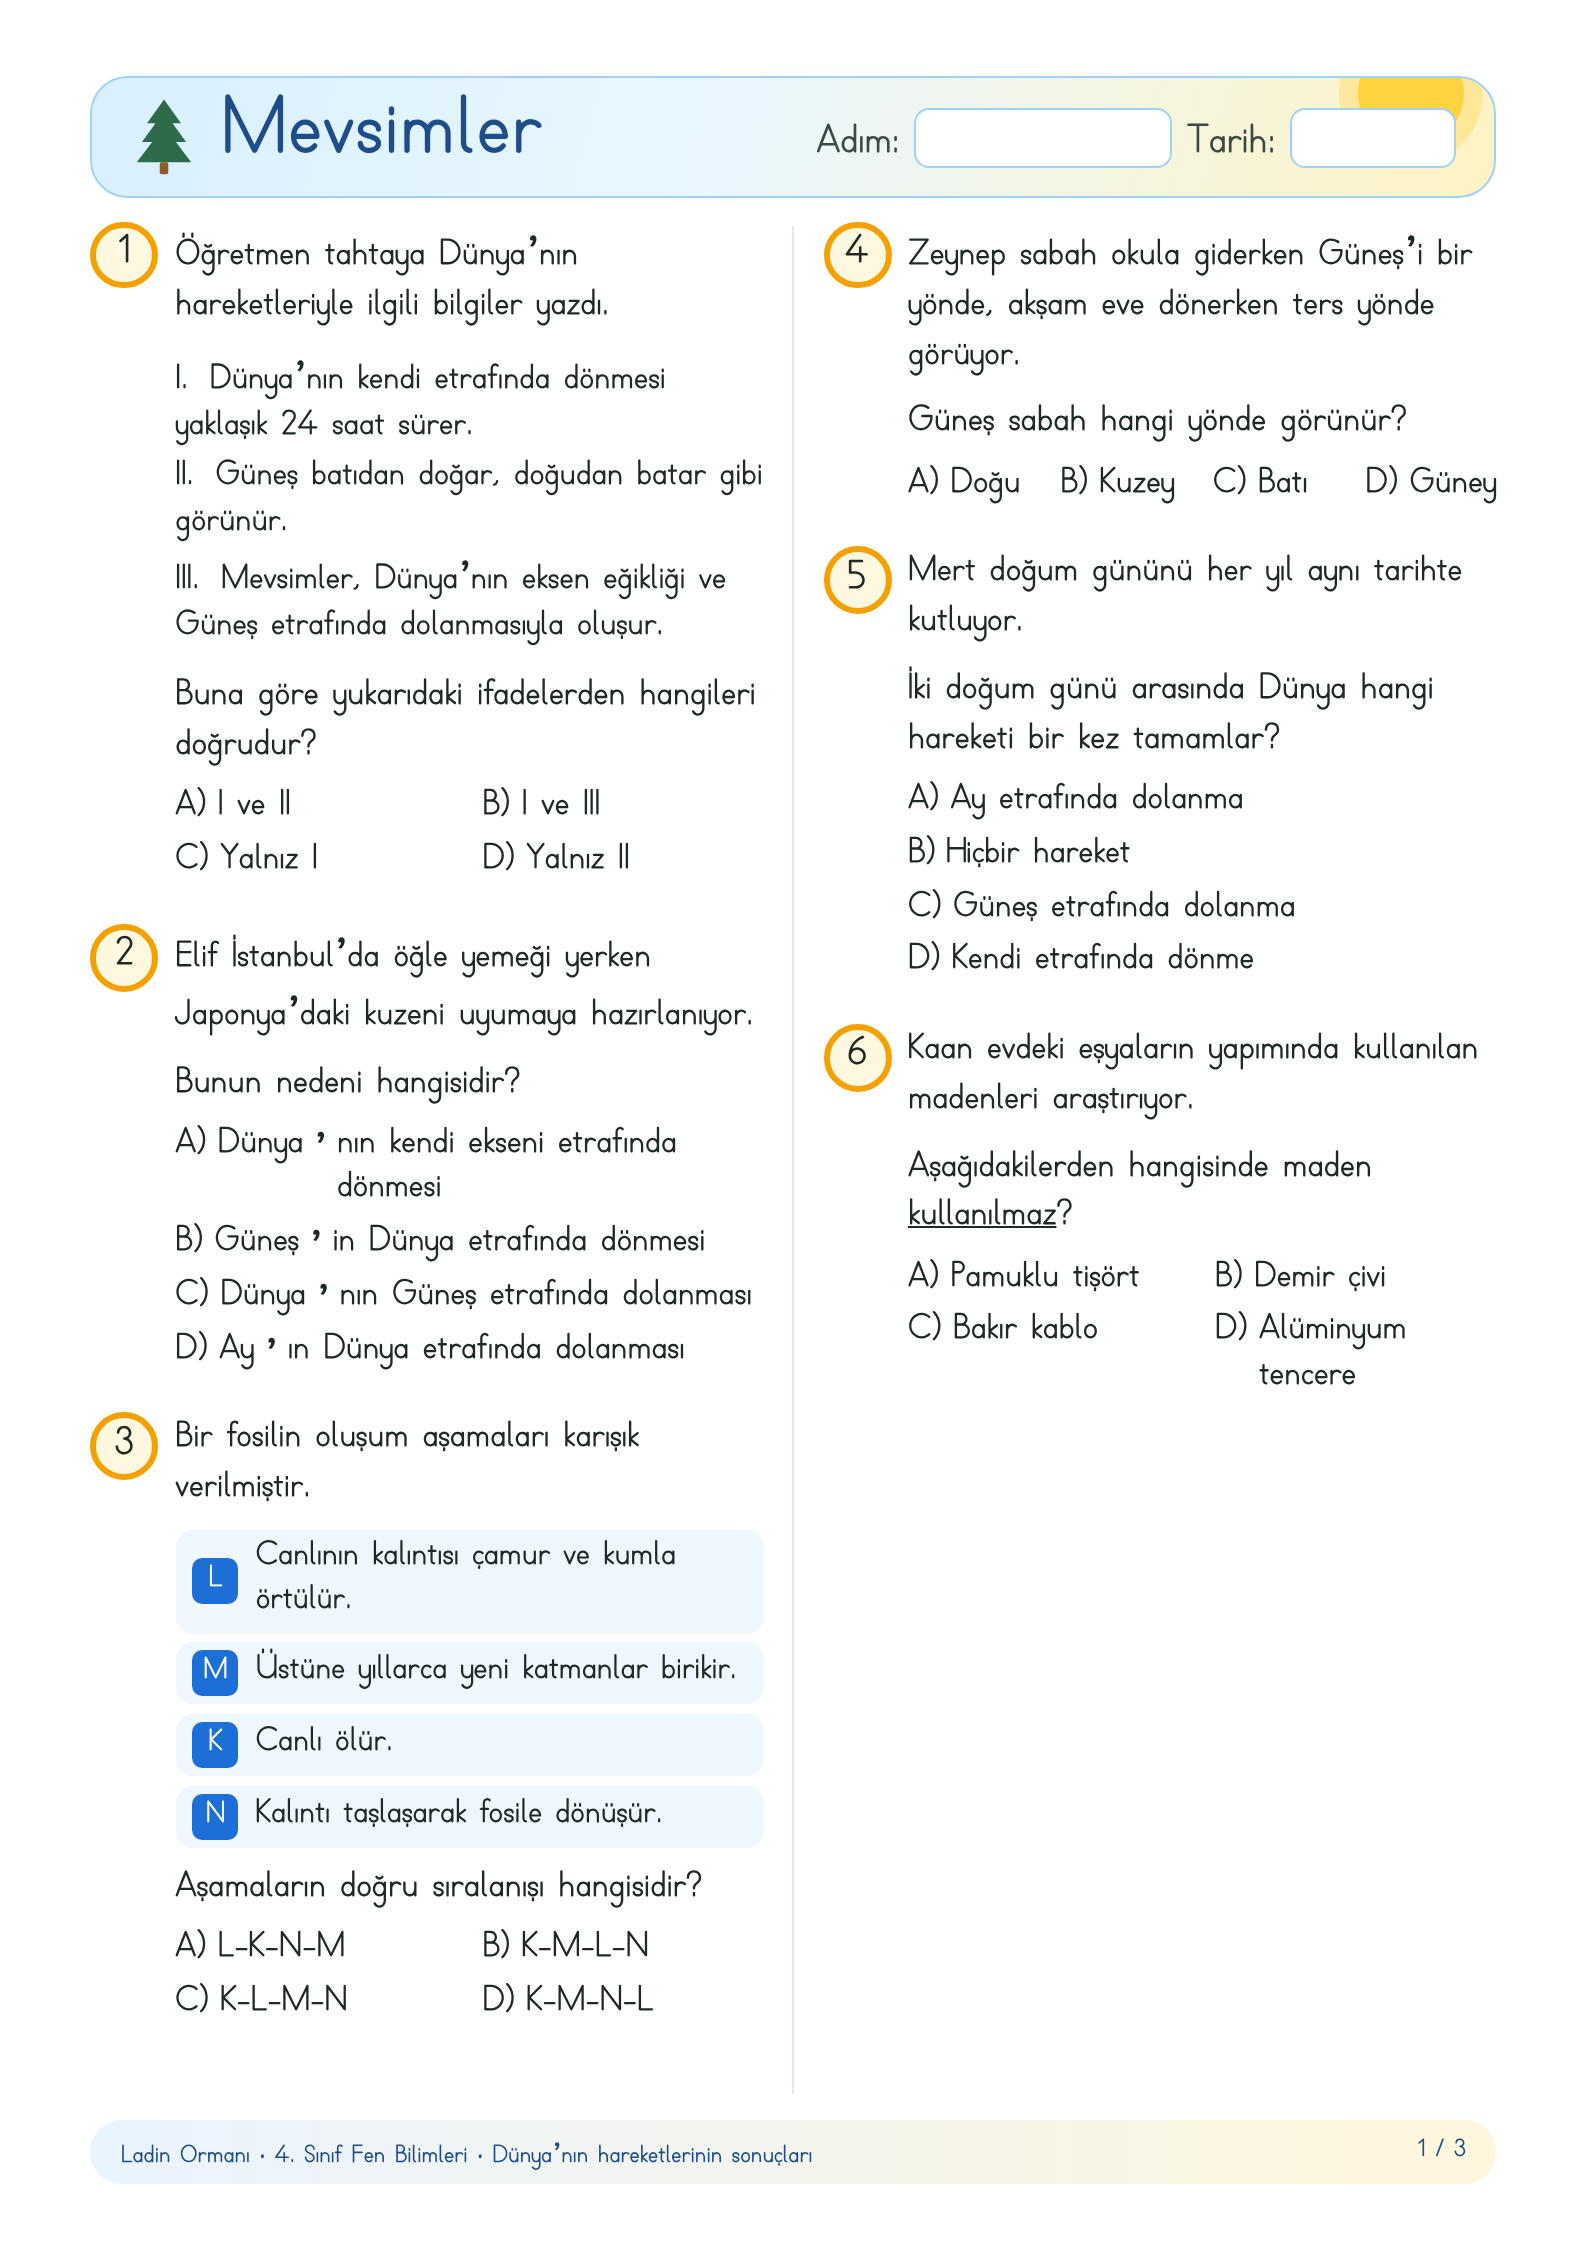 Mevsimler
Adım:
Tarih:
1
Öğretmen tahtaya Dünya’nın
hareketleriyle ilgili bilgiler yazdı.
I. Dünya’nın kendi etrafında dönmesi
yaklaşık 24 saat sürer.
II. Güneş batıdan doğar, doğudan batar gibi
görünür.
III. Mevsimler, Dünya’nın eksen eğikliği ve
Güneş etrafında dolanmasıyla oluşur.
Buna göre yukarıdaki ifadelerden hangileri
doğrudur?
A) I ve II B) I ve III
C) Yalnız I D) Yalnız II
2
Elif İstanbul’da öğle yemeği yerken
Japonya’daki kuzeni uyumaya hazırlanıyor.
Bunun nedeni hangisidir?
A) Dünya ’ nın kendi ekseni etrafında
dönmesi
B) Güneş ’ in Dünya etrafında dönmesi
C) Dünya ’ nın Güneş etrafında dolanması
D) Ay ’ ın Dünya etrafında dolanması
3
Bir fosilin oluşum aşamaları karışık
verilmiştir.
L Canlının kalıntısı çamur ve kumla
örtülür.
M Üstüne yıllarca yeni katmanlar birikir.
K Canlı ölür.
N Kalıntı taşlaşarak fosile dönüşür.
Aşamaların doğru sıralanışı hangisidir?
A) L-K-N-M B) K-M-L-N
C) K-L-M-N D) K-M-N-L
4
Zeynep sabah okula giderken Güneş’i bir
yönde, akşam eve dönerken ters yönde
görüyor.
Güneş sabah hangi yönde görünür?
A) Doğu B) Kuzey C) Batı D) Güney
5
Mert doğum gününü her yıl aynı tarihte
kutluyor.
İki doğum günü arasında Dünya hangi
hareketi bir kez tamamlar?
A) Ay etrafında dolanma
B) Hiçbir hareket
C) Güneş etrafında dolanma
D) Kendi etrafında dönme
6
Kaan evdeki eşyaların yapımında kullanılan
madenleri araştırıyor.
Aşağıdakilerden hangisinde maden
kullanılmaz?
A) Pamuklu tişört B) Demir çivi
C) Bakır kablo D) Alüminyum
tencere
Ladin Ormanı · 4. Sınıf Fen Bilimleri · Dünya’nın hareketlerinin sonuçları
1 / 3